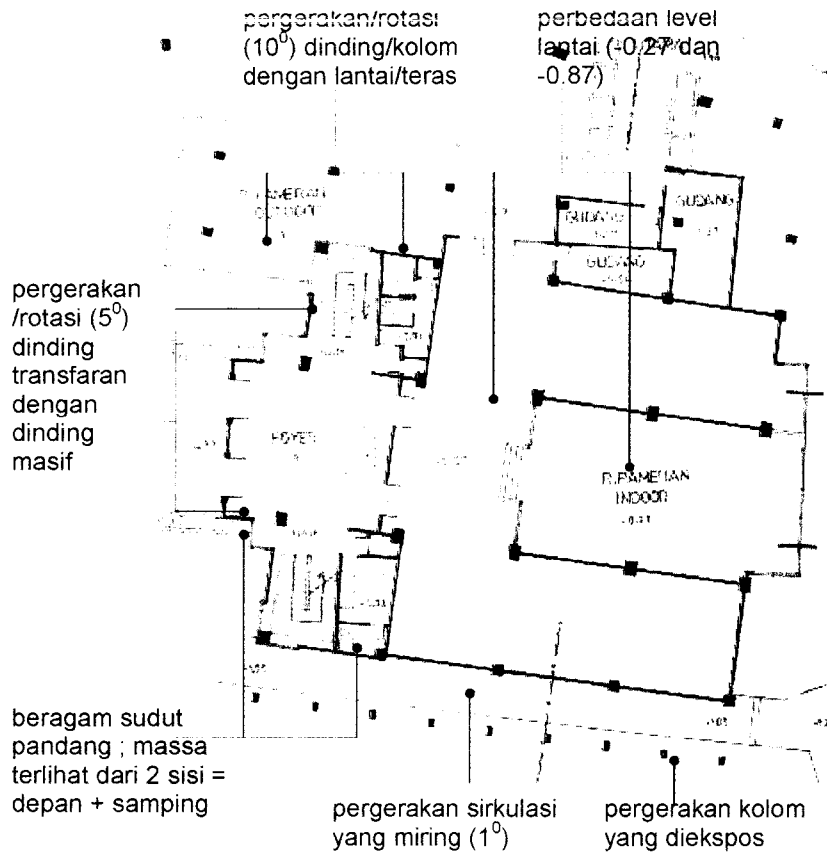 pergerakan/rotasi
(10⁰) dinding/kolom
dengan lantai/teras
perbedaan level
lantai (-0.27 dan
-0.87)
R.PAMERAN
OUTDOOR
GUDANG
GUDANG
GUDANG
pergerakan
/rotasi (5⁰)
dinding
transfaran
dengan
dinding
masif
FOYER
R.PAMERAN
INDOOR
beragam sudut
pandang ; massa
terlihat dari 2 sisi =
depan + samping
pergerakan sirkulasi
yang miring (1⁰)
pergerakan kolom
yang diekspos